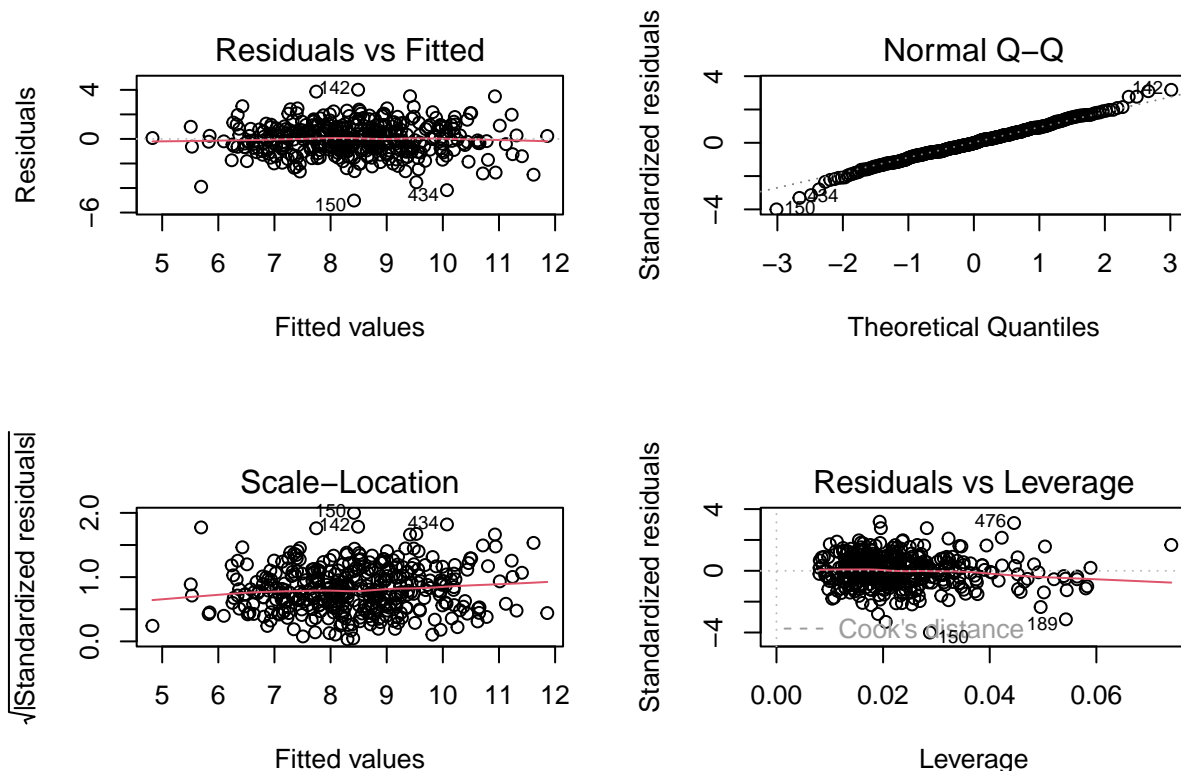 Residuals vs Fitted
Residuals
4
0
−6
142
434
150
5 6 7 8 9 10 11 12
Fitted values
Normal Q−Q
Standardized residuals
4
0
−4
142
434
150
−3 −2 −1 0 1 2 3
Theoretical Quantiles
Scale−Location
√|Standardized residuals|
2.0
1.0
0.0
150
142
434
5 6 7 8 9 10 11 12
Fitted values
Residuals vs Leverage
Standardized residuals
4
0
−4
476
189
150
Cook's distance
0.00 0.02 0.04 0.06
Leverage